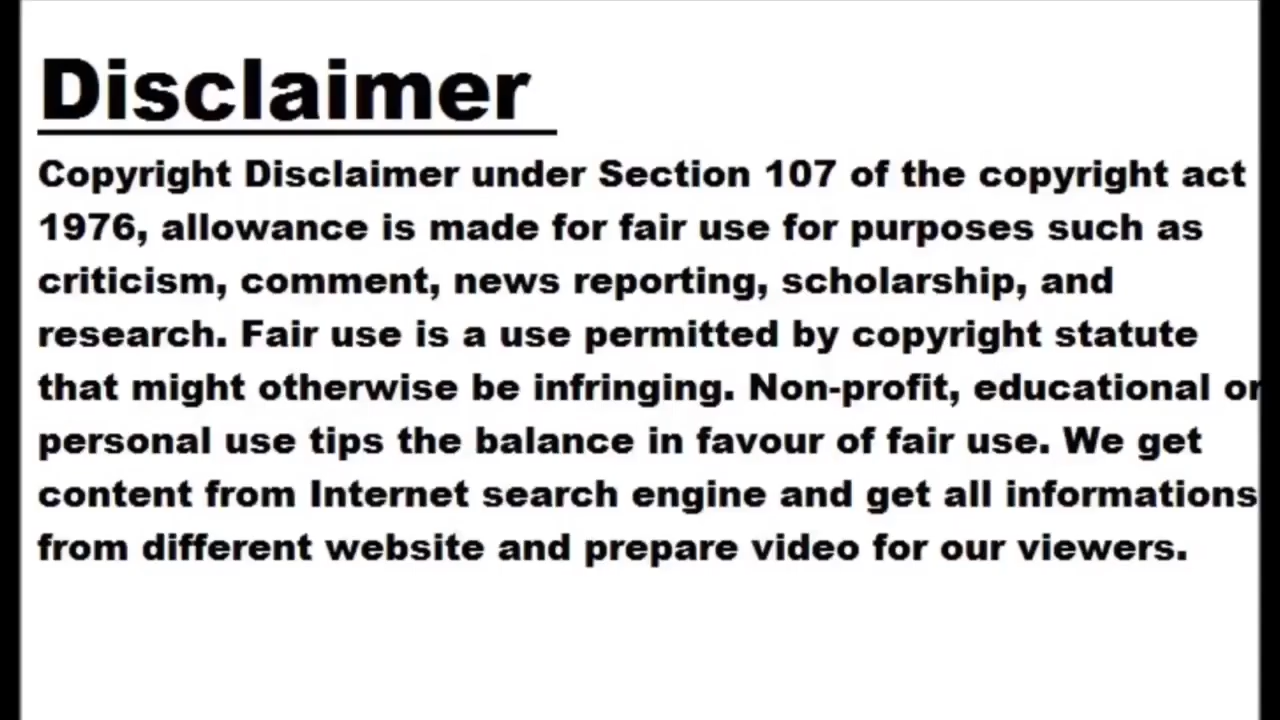 Disclaimer
Copyright Disclaimer under Section 107 of the copyright act
1976, allowance is made for fair use for purposes such as
criticism, comment, news reporting, scholarship, and
research. Fair use is a use permitted by copyright statute
that might otherwise be infringing. Non-profit, educational or
personal use tips the balance in favour of fair use. We get
content from Internet search engine and get all informations
from different website and prepare video for our viewers.